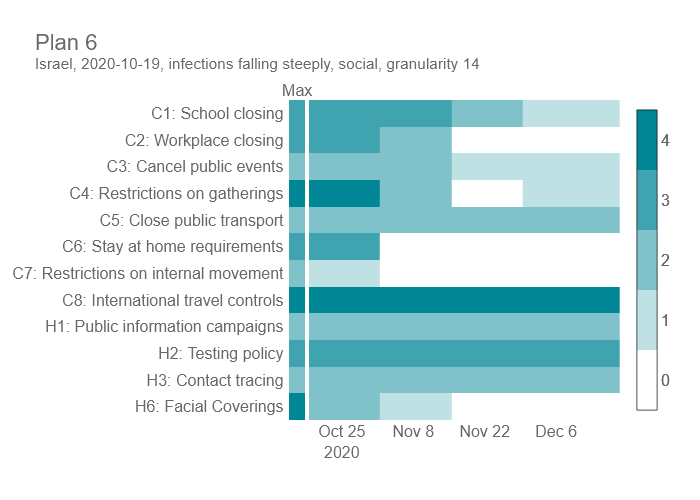 Plan 6
Israel, 2020-10-19, infections falling steeply, social, granularity 14
Max
C1: School closing
C2: Workplace closing
C3: Cancel public events
C4: Restrictions on gatherings
C5: Close public transport
C6: Stay at home requirements
C7: Restrictions on internal movement
C8: International travel controls
H1: Public information campaigns
H2: Testing policy
H3: Contact tracing
H6: Facial Coverings
Oct 25 Nov 8 Nov 22 Dec 6
2020
4
3
2
1
0